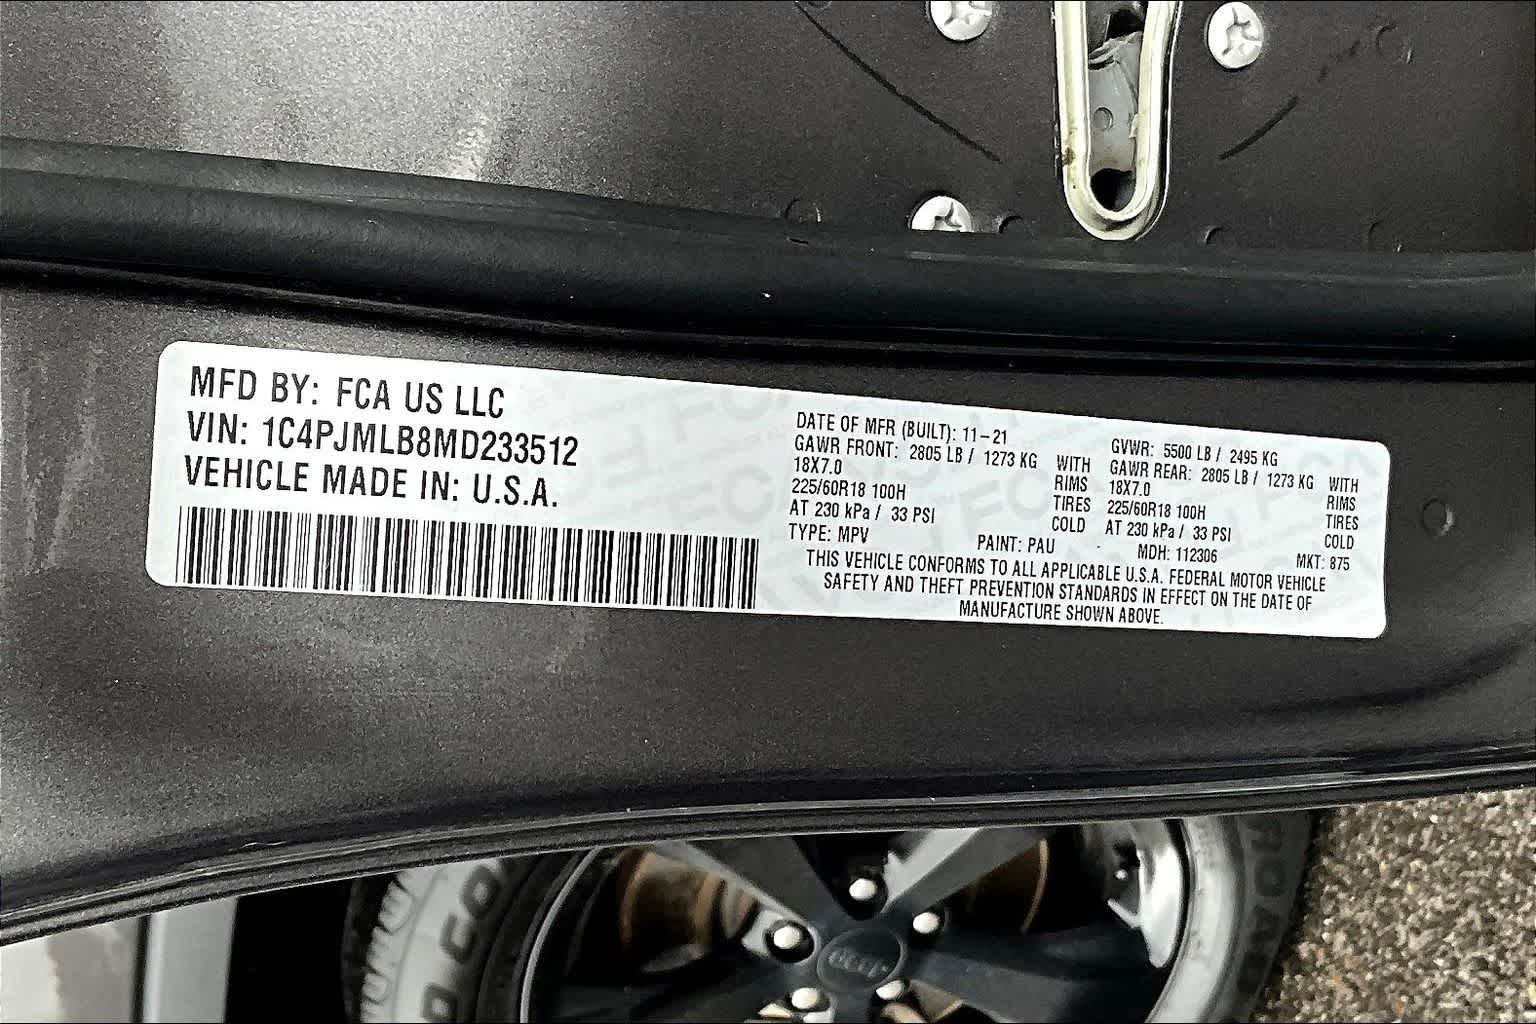 MFD BY: FCA US LLC
VIN: 1C4PJMLB8MD233512
VEHICLE MADE IN: U.S.A.
DATE OF MFR (BUILT): 11-21
GAWR FRONT: 2805 LB / 1273 KG WITH
18X7.0 RIMS
225/60R18 100H TIRES
AT 230 kPa / 33 PSI COLD
GVWR: 5500 LB / 2495 KG
GAWR REAR: 2805 LB / 1273 KG WITH
18X7.0 RIMS
225/60R18 100H TIRES
AT 230 kPa / 33 PSI COLD
TYPE: MPV PAINT: PAU MDH: 112306 MKT: 875
THIS VEHICLE CONFORMS TO ALL APPLICABLE U.S.A. FEDERAL MOTOR VEHICLE
SAFETY AND THEFT PREVENTION STANDARDS IN EFFECT ON THE DATE OF
MANUFACTURE SHOWN ABOVE.
Jeep